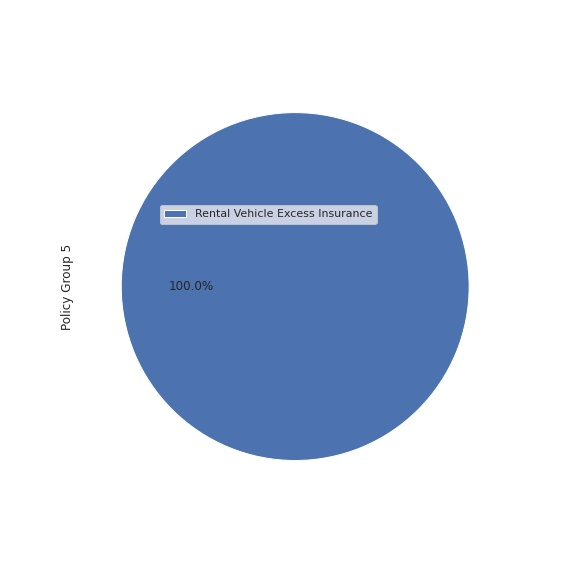 Rental Vehicle Excess Insurance
100.0%
Policy Group 5